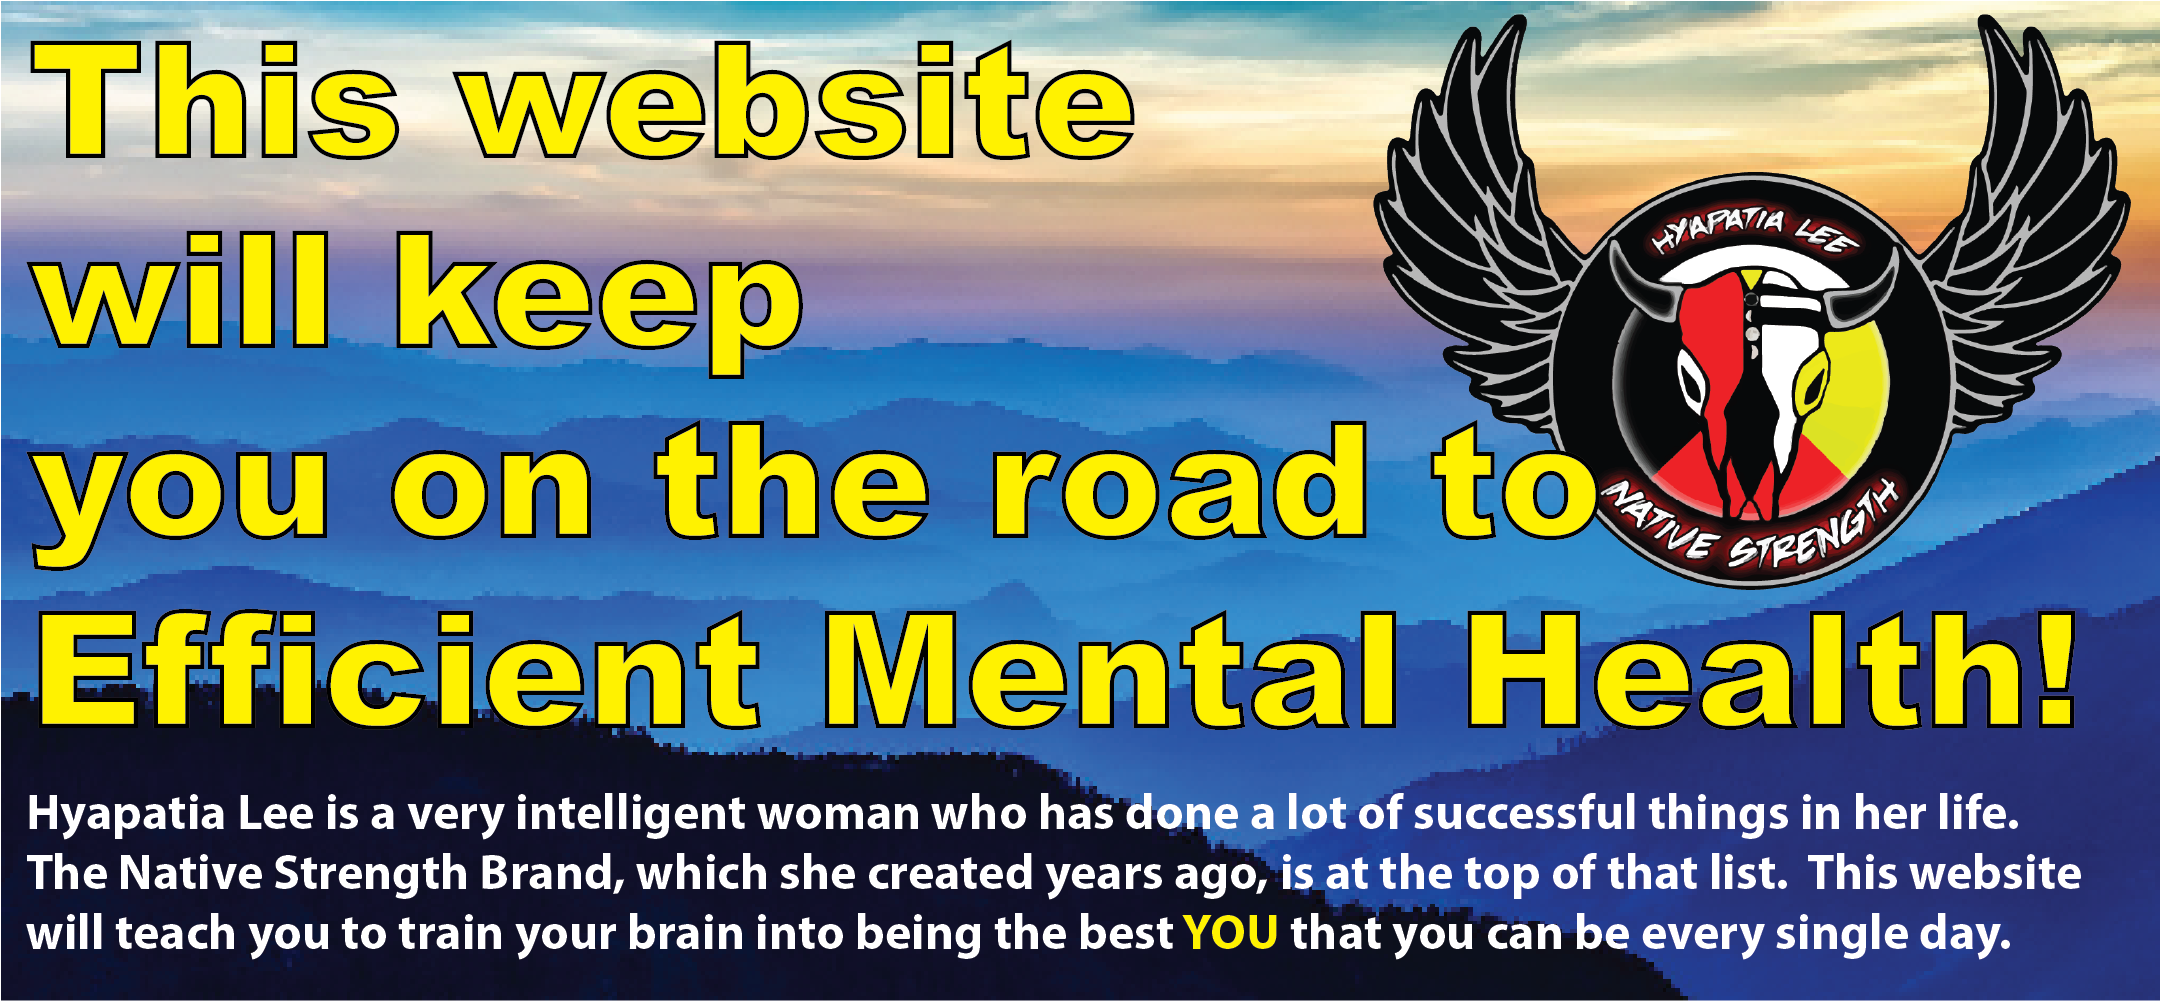 This website
will keep
you on the road to
Efficient Mental Health!
HYAPATIA LEE
NATIVE STRENGTH
Hyapatia Lee is a very intelligent woman who has done a lot of successful things in her life.
The Native Strength Brand, which she created years ago, is at the top of that list.  This website
will teach you to train your brain into being the best YOU that you can be every single day.